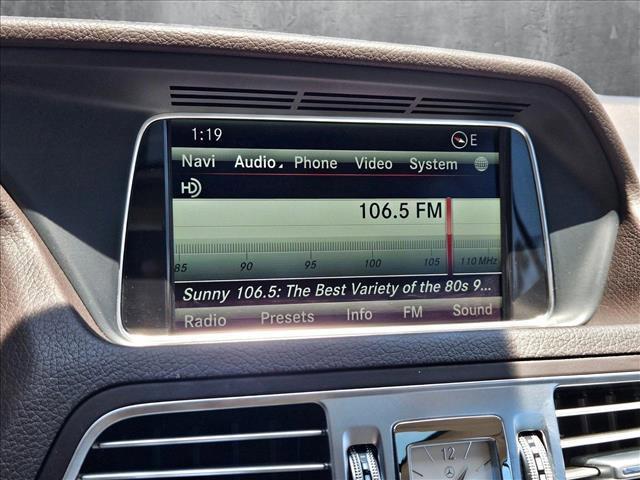 1:19 E
Navi Audio Phone Video System
HD
106.5 FM
85 90 95 100 105 110 MHz
Sunny 106.5: The Best Variety of the 80s 9...
Radio Presets Info FM Sound
12